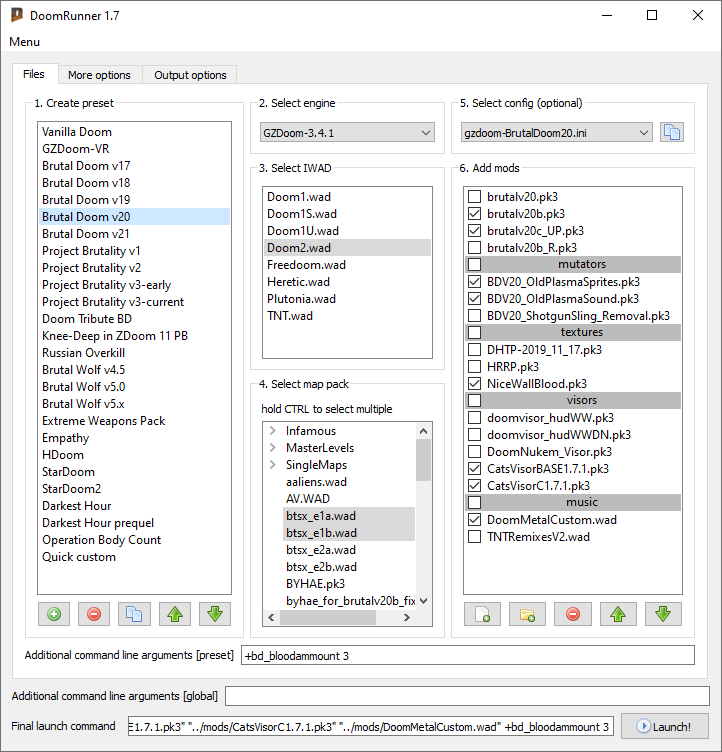 DoomRunner 1.7
Menu
Files
More options
Output options
1. Create preset
Vanilla Doom
GZDoom-VR
Brutal Doom v17
Brutal Doom v18
Brutal Doom v19
Brutal Doom v20
Brutal Doom v21
Project Brutality v1
Project Brutality v2
Project Brutality v3-early
Project Brutality v3-current
Doom Tribute BD
Knee-Deep in ZDoom 11 PB
Russian Overkill
Brutal Wolf v4.5
Brutal Wolf v5.0
Brutal Wolf v5.x
Extreme Weapons Pack
Empathy
HDoom
StarDoom
StarDoom2
Darkest Hour
Darkest Hour prequel
Operation Body Count
Quick custom
2. Select engine
GZDoom-3.4.1
3. Select IWAD
Doom1.wad
Doom1S.wad
Doom1U.wad
Doom2.wad
Freedoom.wad
Heretic.wad
Plutonia.wad
TNT.wad
4. Select map pack
hold CTRL to select multiple
Infamous
MasterLevels
SingleMaps
aaliens.wad
AV.WAD
btsx_e1a.wad
btsx_e1b.wad
btsx_e2a.wad
btsx_e2b.wad
BYHAE.pk3
byhae_for_brutalv20b_fix
5. Select config (optional)
gzdoom-BrutalDoom20.ini
6. Add mods
brutalv20.pk3
brutalv20b.pk3
brutalv20c_UP.pk3
brutalv20b_R.pk3
mutators
BDV20_OldPlasmaSprites.pk3
BDV20_OldPlasmaSound.pk3
BDV20_ShotgunSling_Removal.pk3
textures
DHTP-2019_11_17.pk3
HRRP.pk3
NiceWallBlood.pk3
visors
doomvisor_hudWW.pk3
doomvisor_hudWWDN.pk3
DoomNukem_Visor.pk3
CatsVisorBASE1.7.1.pk3
CatsVisorC1.7.1.pk3
music
DoomMetalCustom.wad
TNTRemixesV2.wad
Additional command line arguments [preset]
+bd_bloodammount 3
Additional command line arguments [global]
Final launch command
E1.7.1.pk3" "../mods/CatsVisorC1.7.1.pk3" "../mods/DoomMetalCustom.wad" +bd_bloodammount 3
Launch!